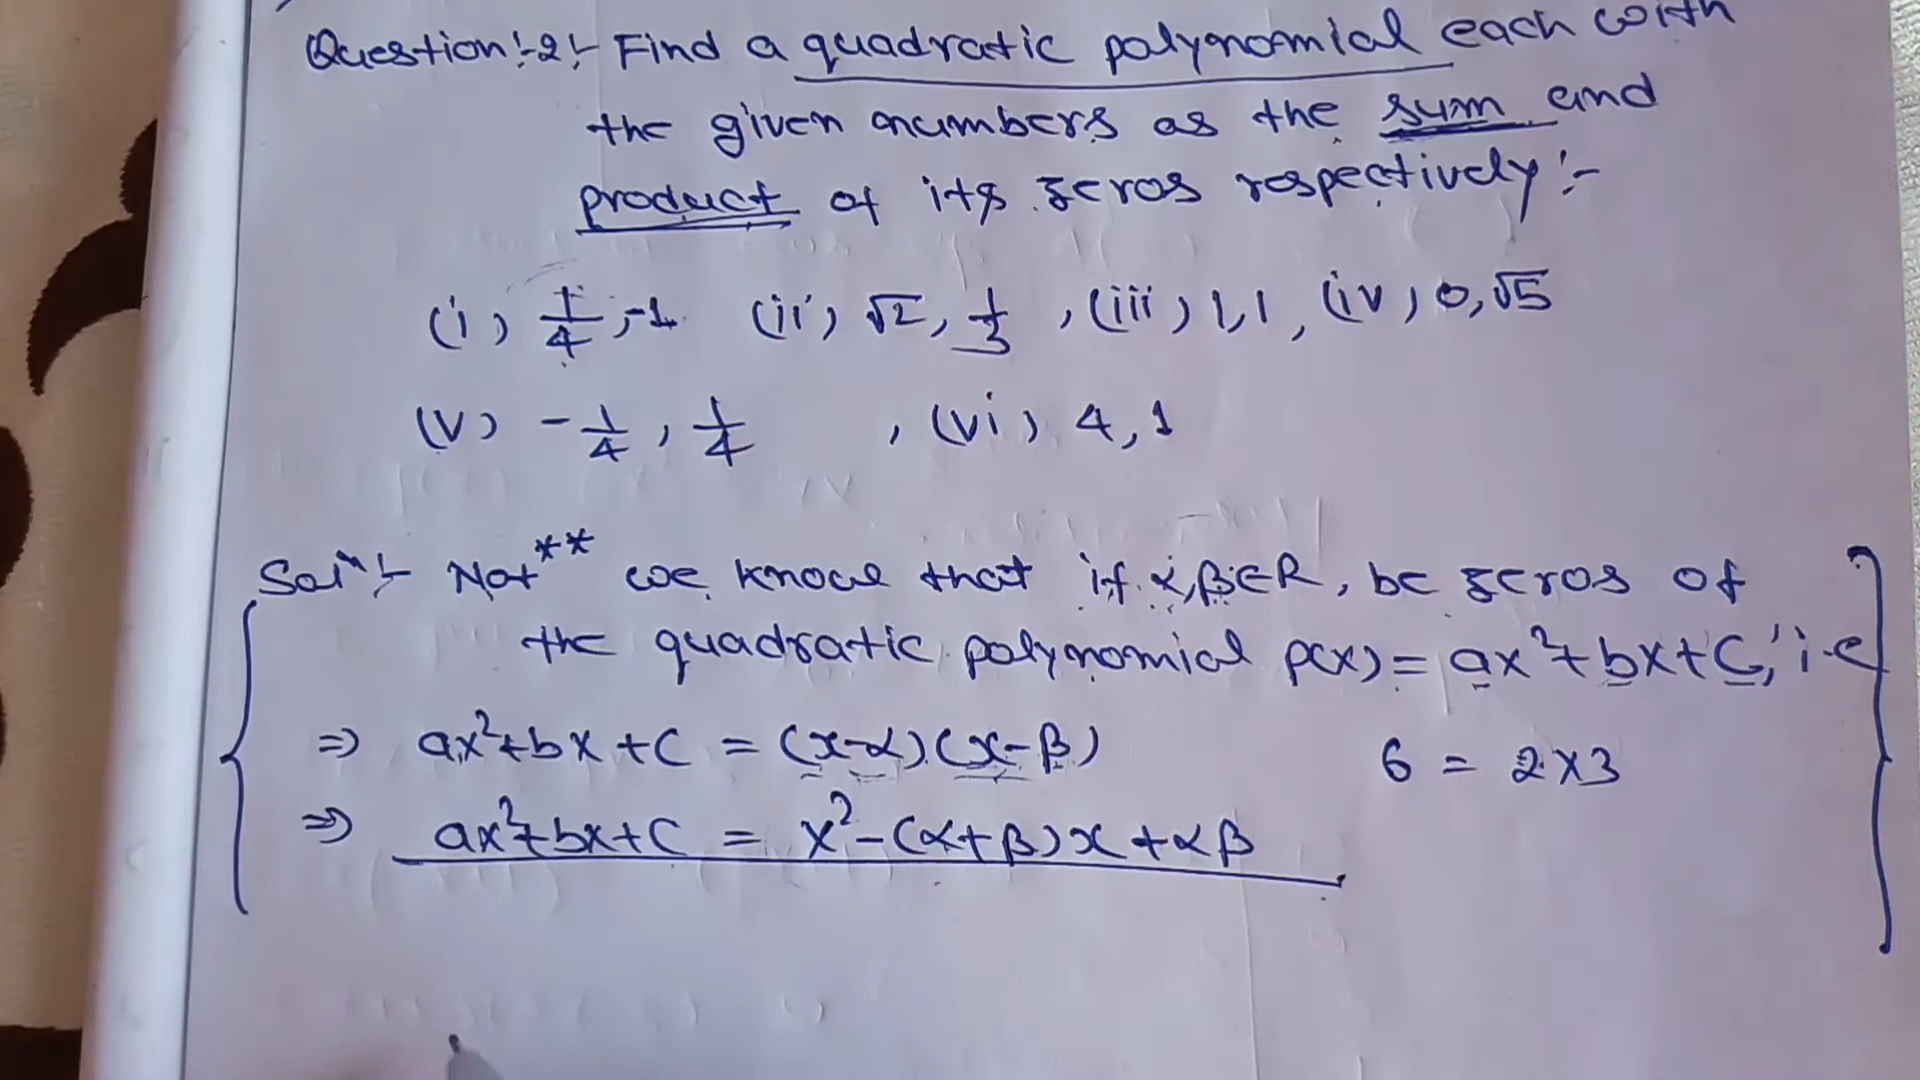 Question:-2:- Find a quadratic polynomial each with
the given numbers as the sum and
product of its zeros respectively:-
(i) 1/4, -1 (ii) √2, 1/3, (iii) 1,1, (iv) 0, √5
(v) -1/4, 1/4, (vi) 4, 1
Sol^n:- Not** we know that if α,β∈R, be zeros of
the quadratic polynomial p(x) = ax²+bx+c, i.e
⇒ ax²+bx+c = (x-α)(x-β) 6 = 2×3
⇒ ax²+bx+c = x²-(α+β)x+αβ